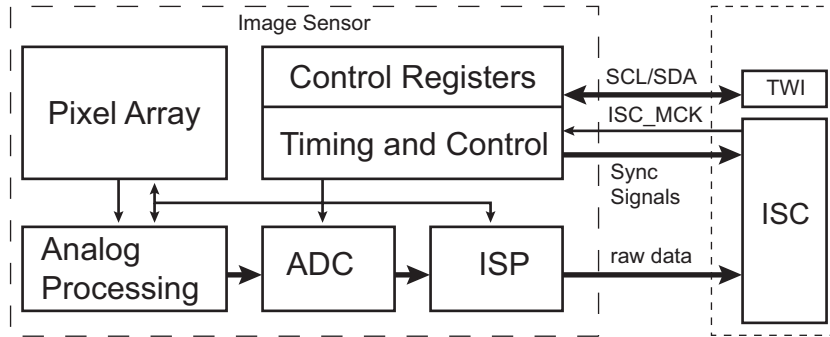 Image Sensor
Pixel Array
Control Registers
Timing and Control
SCL/SDA
TWI
ISC_MCK
Sync
Signals
ISC
Analog
Processing
ADC
ISP
raw data